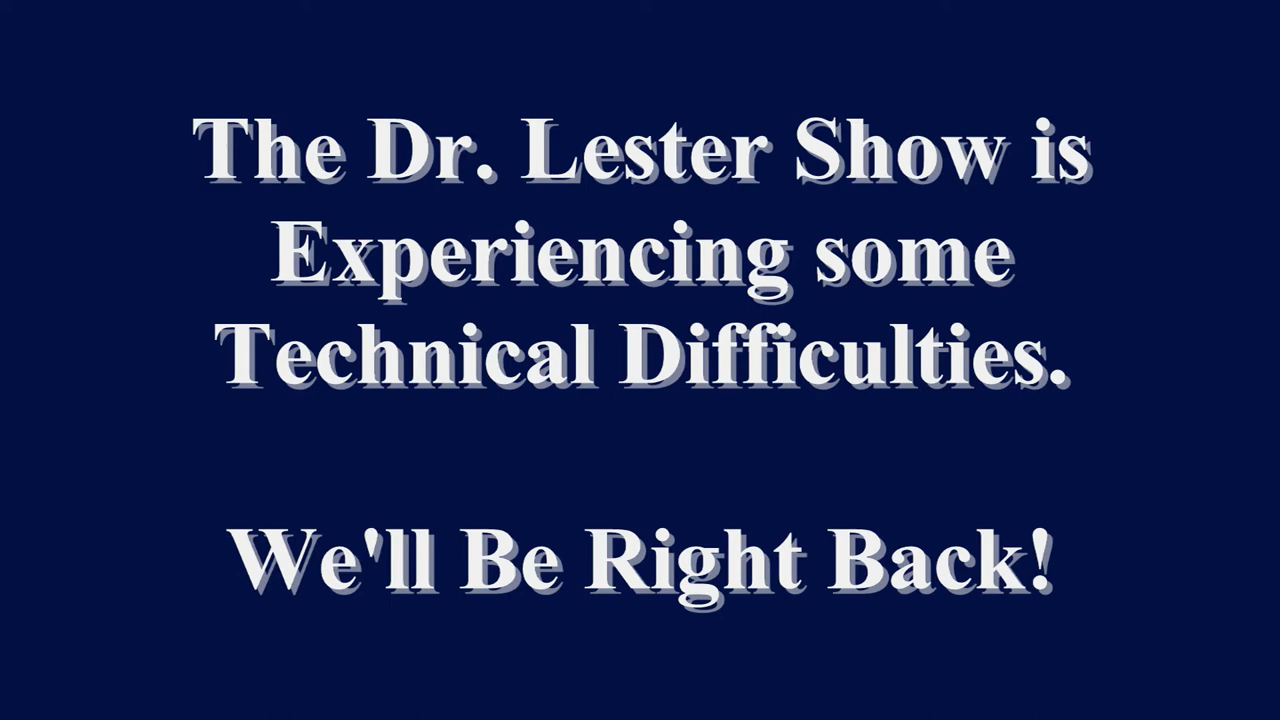 The Dr. Lester Show is
Experiencing some
Technical Difficulties.
We'll Be Right Back!